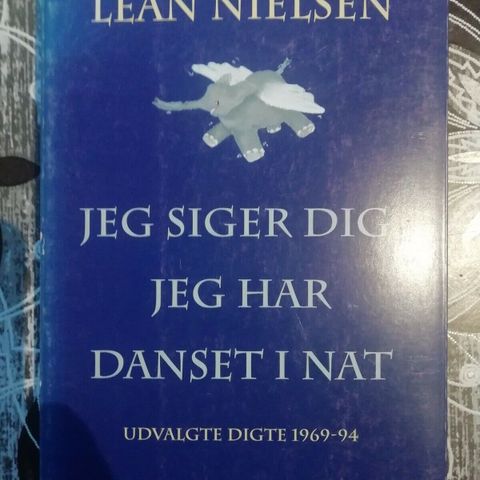 LEAN NIELSEN
JEG SIGER DIG
JEG HAR
DANSET I NAT
UDVALGTE DIGTE 1969-94